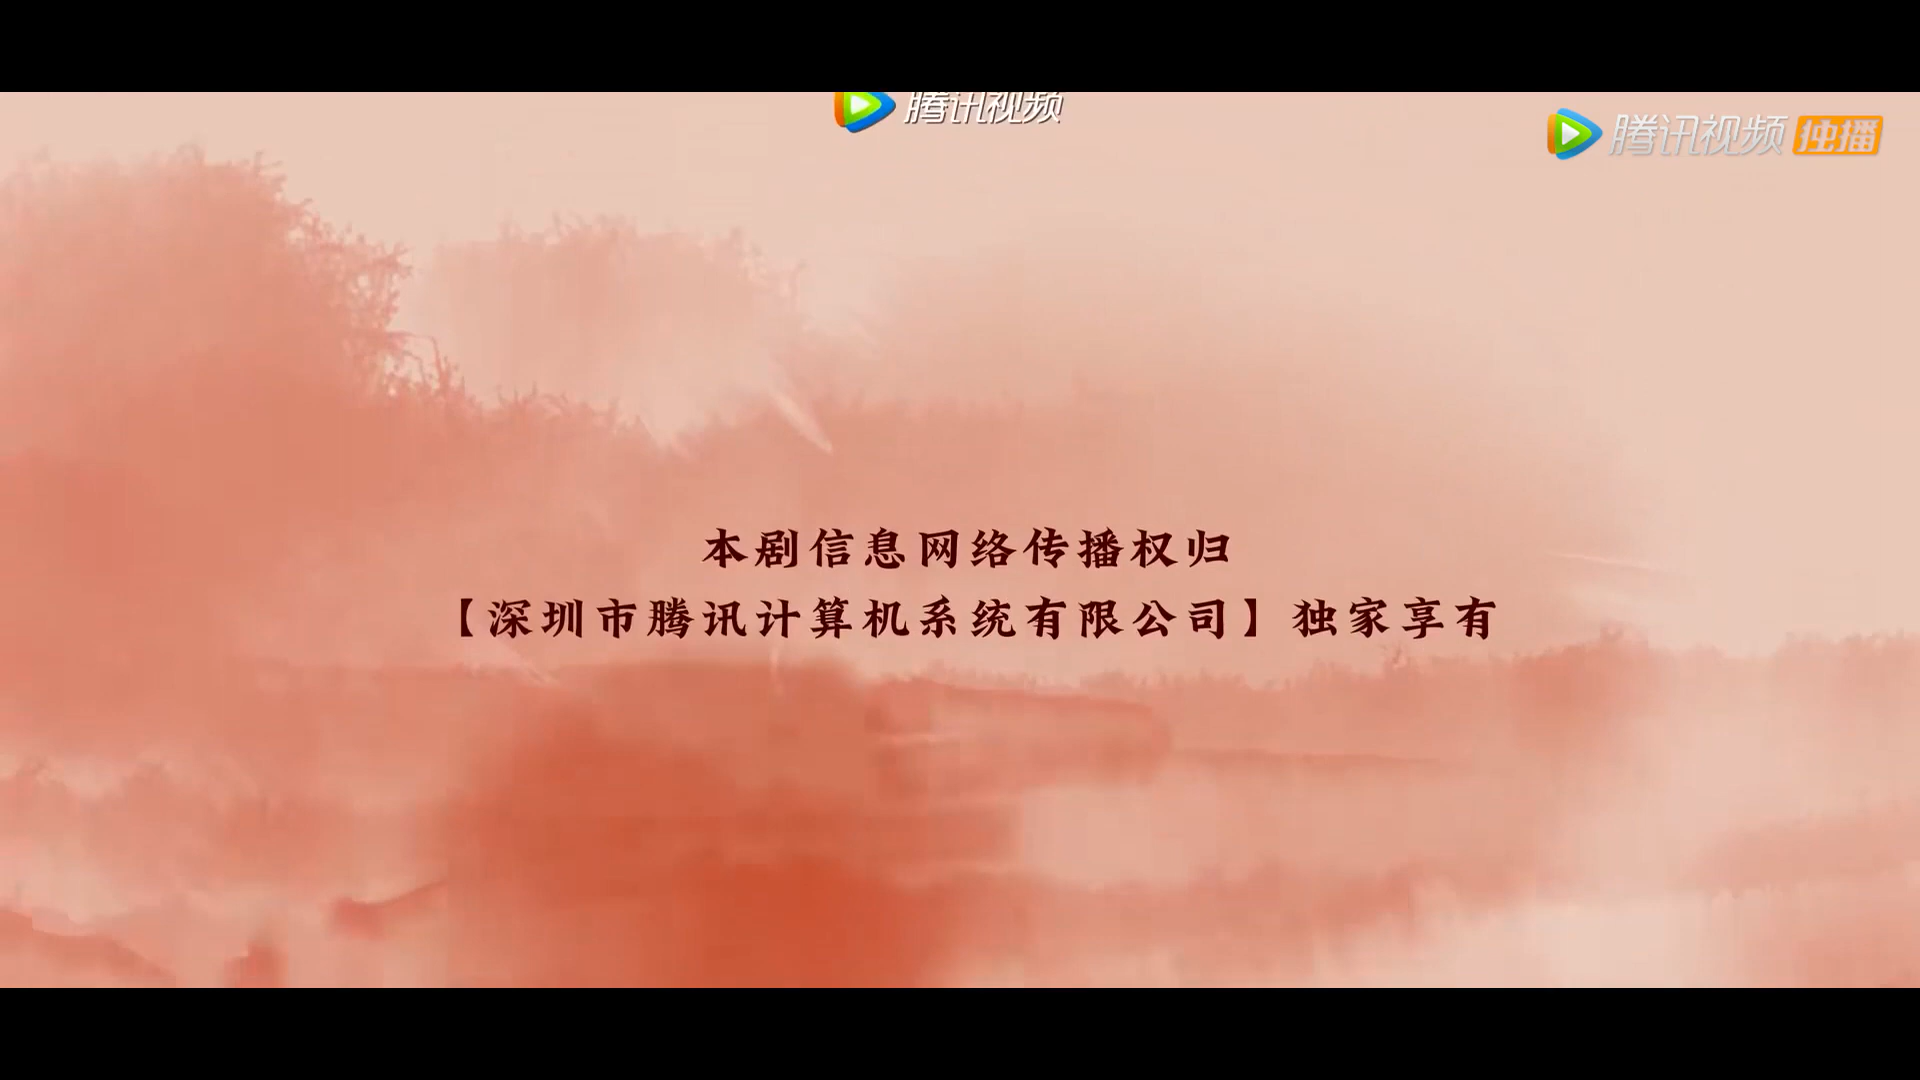 腾讯视频
腾讯视频 独播
本剧信息网络传播权归
【深圳市腾讯计算机系统有限公司】独家享有